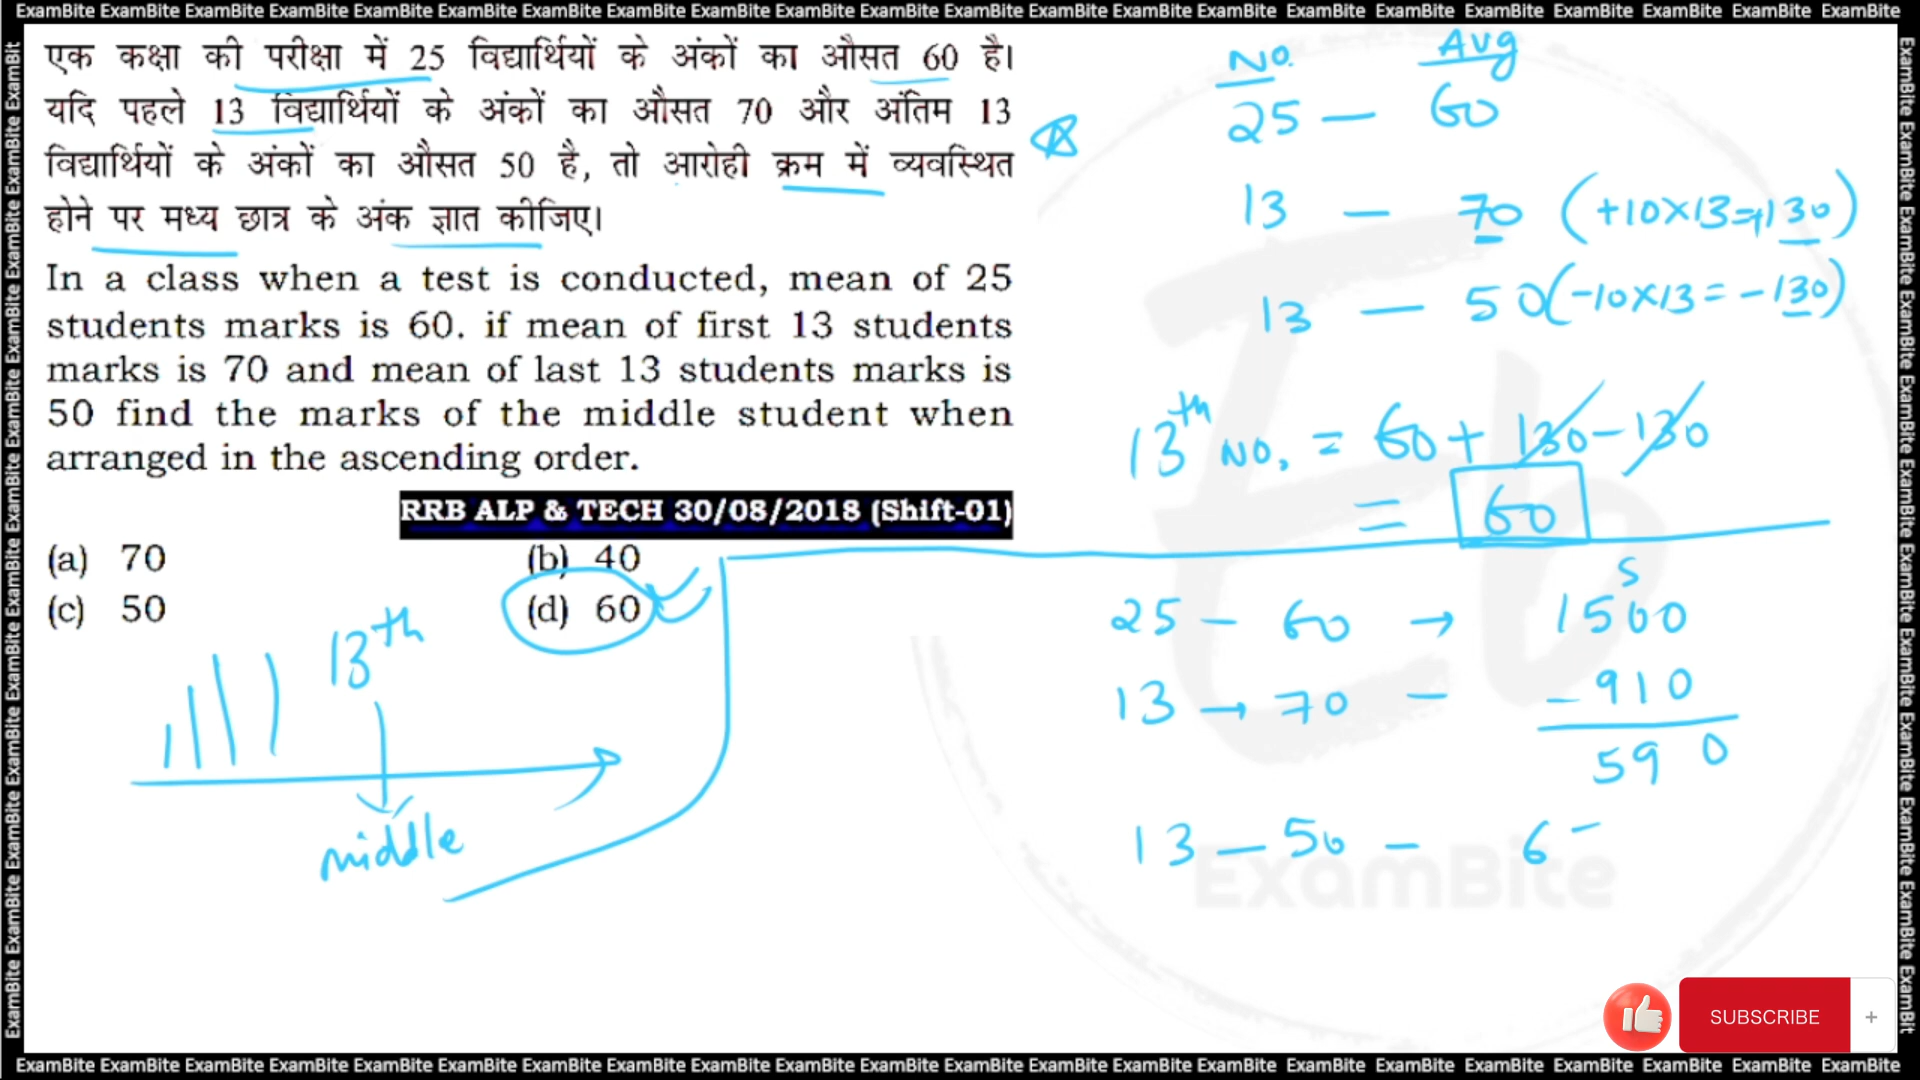 ExamBite ExamBite ExamBite ExamBite ExamBite ExamBite ExamBite ExamBite ExamBite ExamBite ExamBite ExamBite ExamBite ExamBite ExamBite ExamBite ExamBite ExamBite ExamBite ExamBite ExamBite
एक कक्षा की परीक्षा में 25 विद्यार्थियों के अंकों का औसत 60 है।
यदि पहले 13 विद्यार्थियों के अंकों का औसत 70 और अंतिम 13
विद्यार्थियों के अंकों का औसत 50 है, तो आरोही क्रम में व्यवस्थित
होने पर मध्य छात्र के अंक ज्ञात कीजिए।
In a class when a test is conducted, mean of 25
students marks is 60. if mean of first 13 students
marks is 70 and mean of last 13 students marks is
50 find the marks of the middle student when
arranged in the ascending order.
RRB ALP & TECH 30/08/2018 (Shift-01)
(a) 70 (b) 40
(c) 50 (d) 60
13th
middle
No. Avg
25 — 60
13 — 70 (+10×13=+130)
13 — 50 (-10×13=-130)
13th No. = 60 + 130 - 130
= 60
25 - 60 → 1500
13 → 70 - - 910
590
13 — 50 - 6
Eb
ExamBite
SUBSCRIBE +
ExamBite ExamBite ExamBite ExamBite ExamBite ExamBite ExamBite ExamBite ExamBite ExamBite ExamBite ExamBite ExamBite ExamBite ExamBite ExamBite ExamBite ExamBite ExamBite ExamBite ExamBite